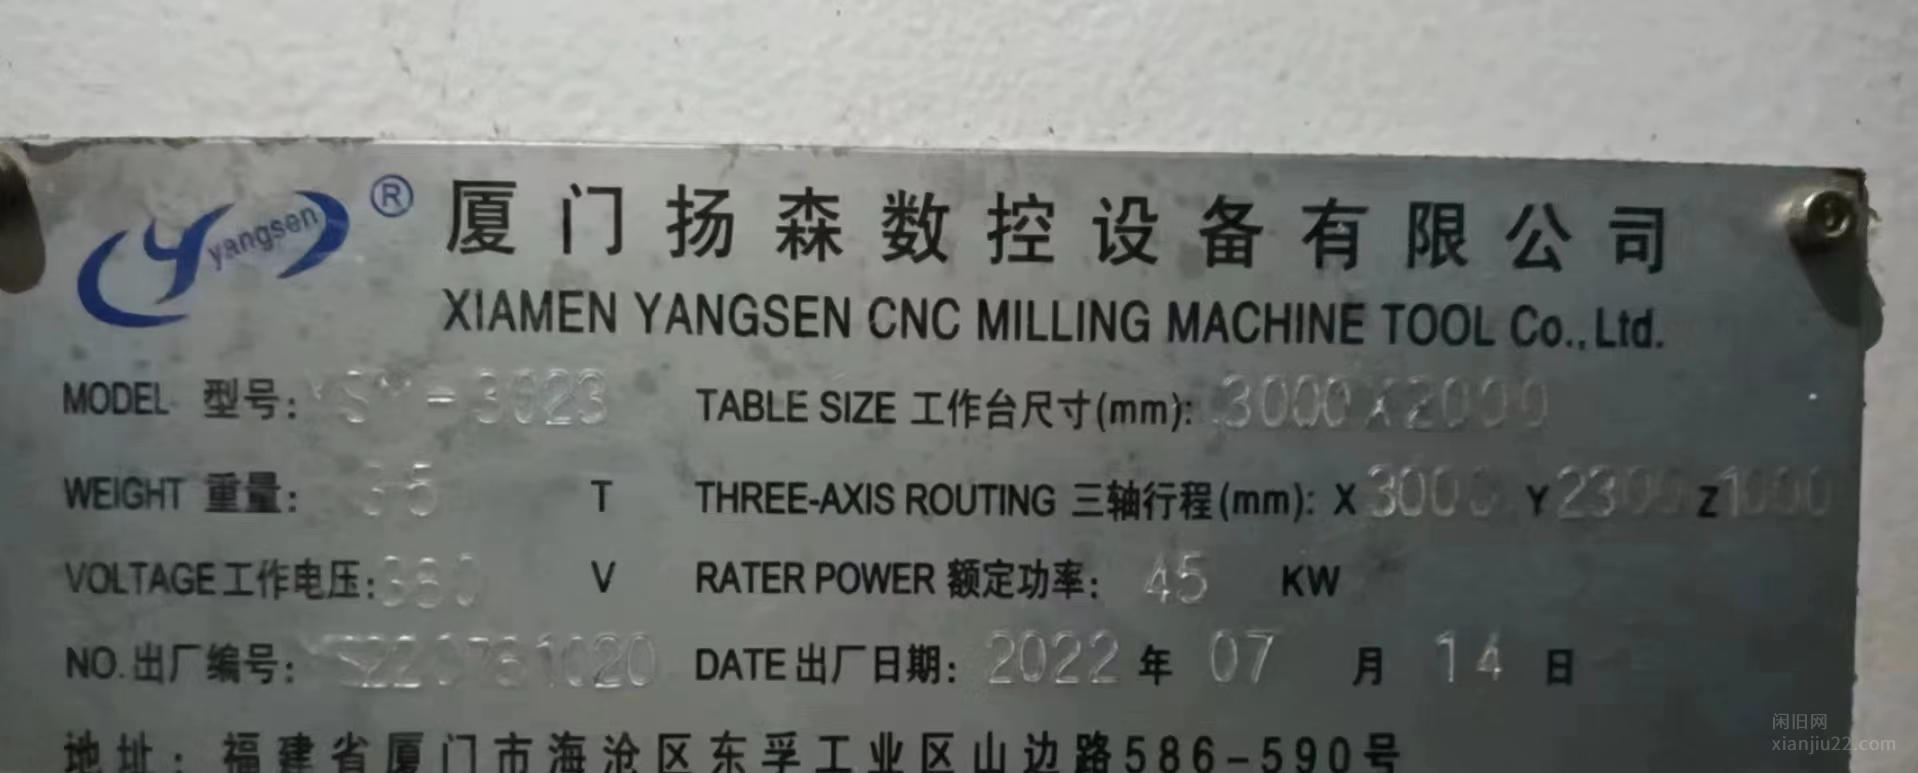 yangsen ® 厦门扬森数控设备有限公司
XIAMEN YANGSEN CNC MILLING MACHINE TOOL Co.,Ltd.
MODEL 型号: YSM-3023 TABLE SIZE 工作台尺寸(mm): 3000X2000
WEIGHT 重量: 35 T THREE-AXIS ROUTING 三轴行程(mm): X 3000 Y 2300 Z 1000
VOLTAGE 工作电压: 380 V RATER POWER 额定功率: 45 KW
NO. 出厂编号: DATE 出厂日期: 2022 年 07 月 14 日
地址: 福建省厦门市海沧区东孚工业区山边路586-590号
闲旧网
xianjiu22.com